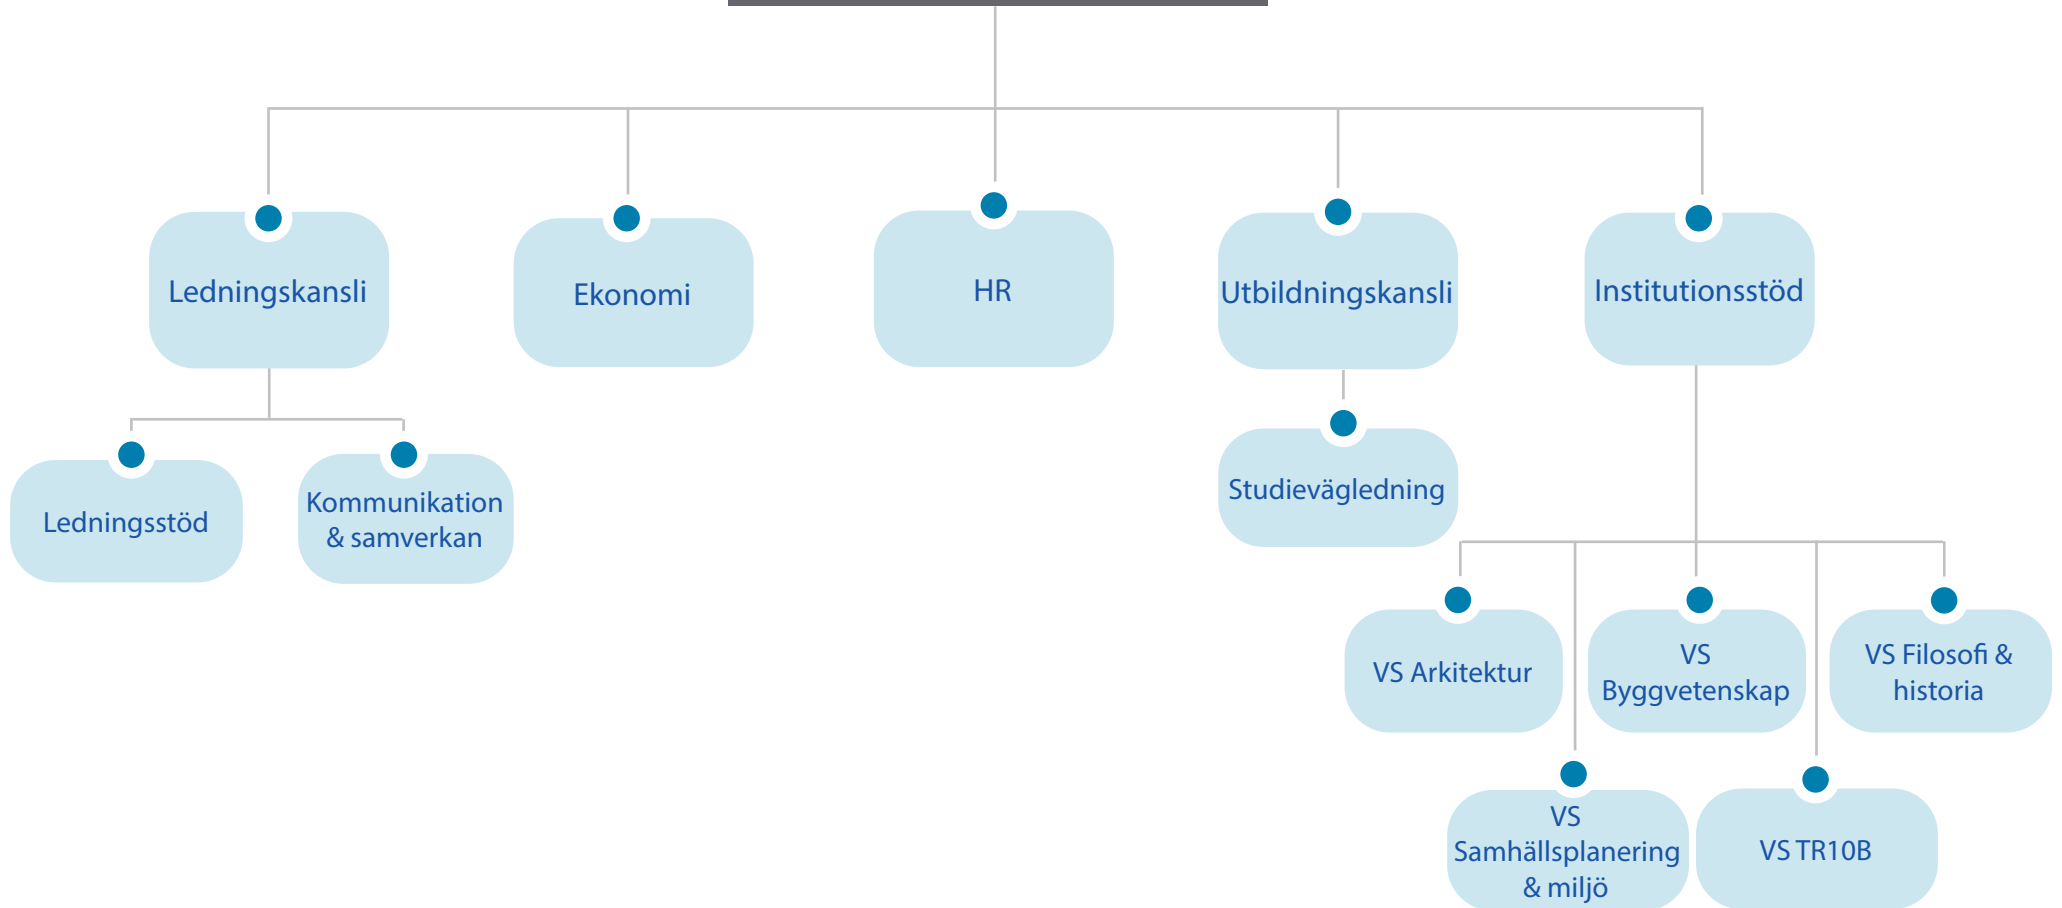 Ledningskansli
Ekonomi
HR
Utbildningskansli
Institutionsstöd
Ledningsstöd
Kommunikation
& samverkan
Studievägledning
VS Arkitektur
VS
Byggvetenskap
VS Filosofi &
historia
VS
Samhällsplanering
& miljö
VS TR10B